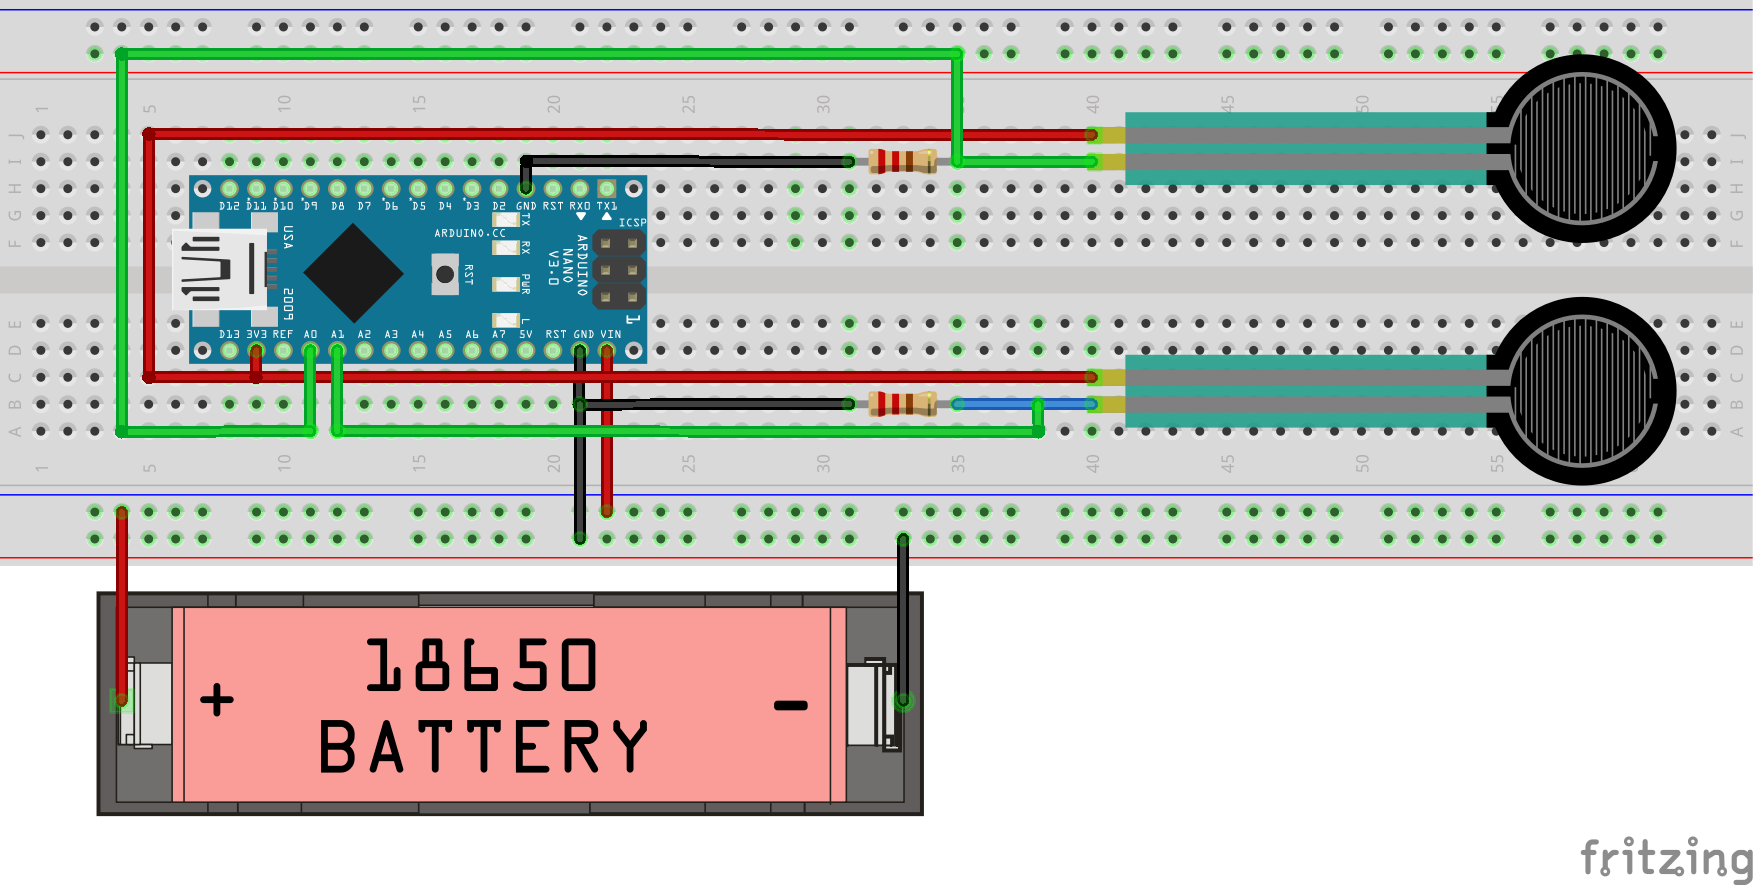 1 5 10 15 20 25 30 35 40 45 50 55
J J
I I
H H
G G
F F
D12 D11 D10 D9 D8 D7 D6 D5 D4 D3 D2 GND RST RX0 TX1
TX
ICSP
ARDUINO.CC
USA
RX
RST
ARDUINO
NANO
V3.0
PWR
2009
L
1
D13 3V3 REF A0 A1 A2 A3 A4 A5 A6 A7 5V RST GND VIN
E E
D D
C C
B B
A A
1 5 10 15 20 25 30 35 40 45 50 55
18650
+ -
BATTERY
fritzing